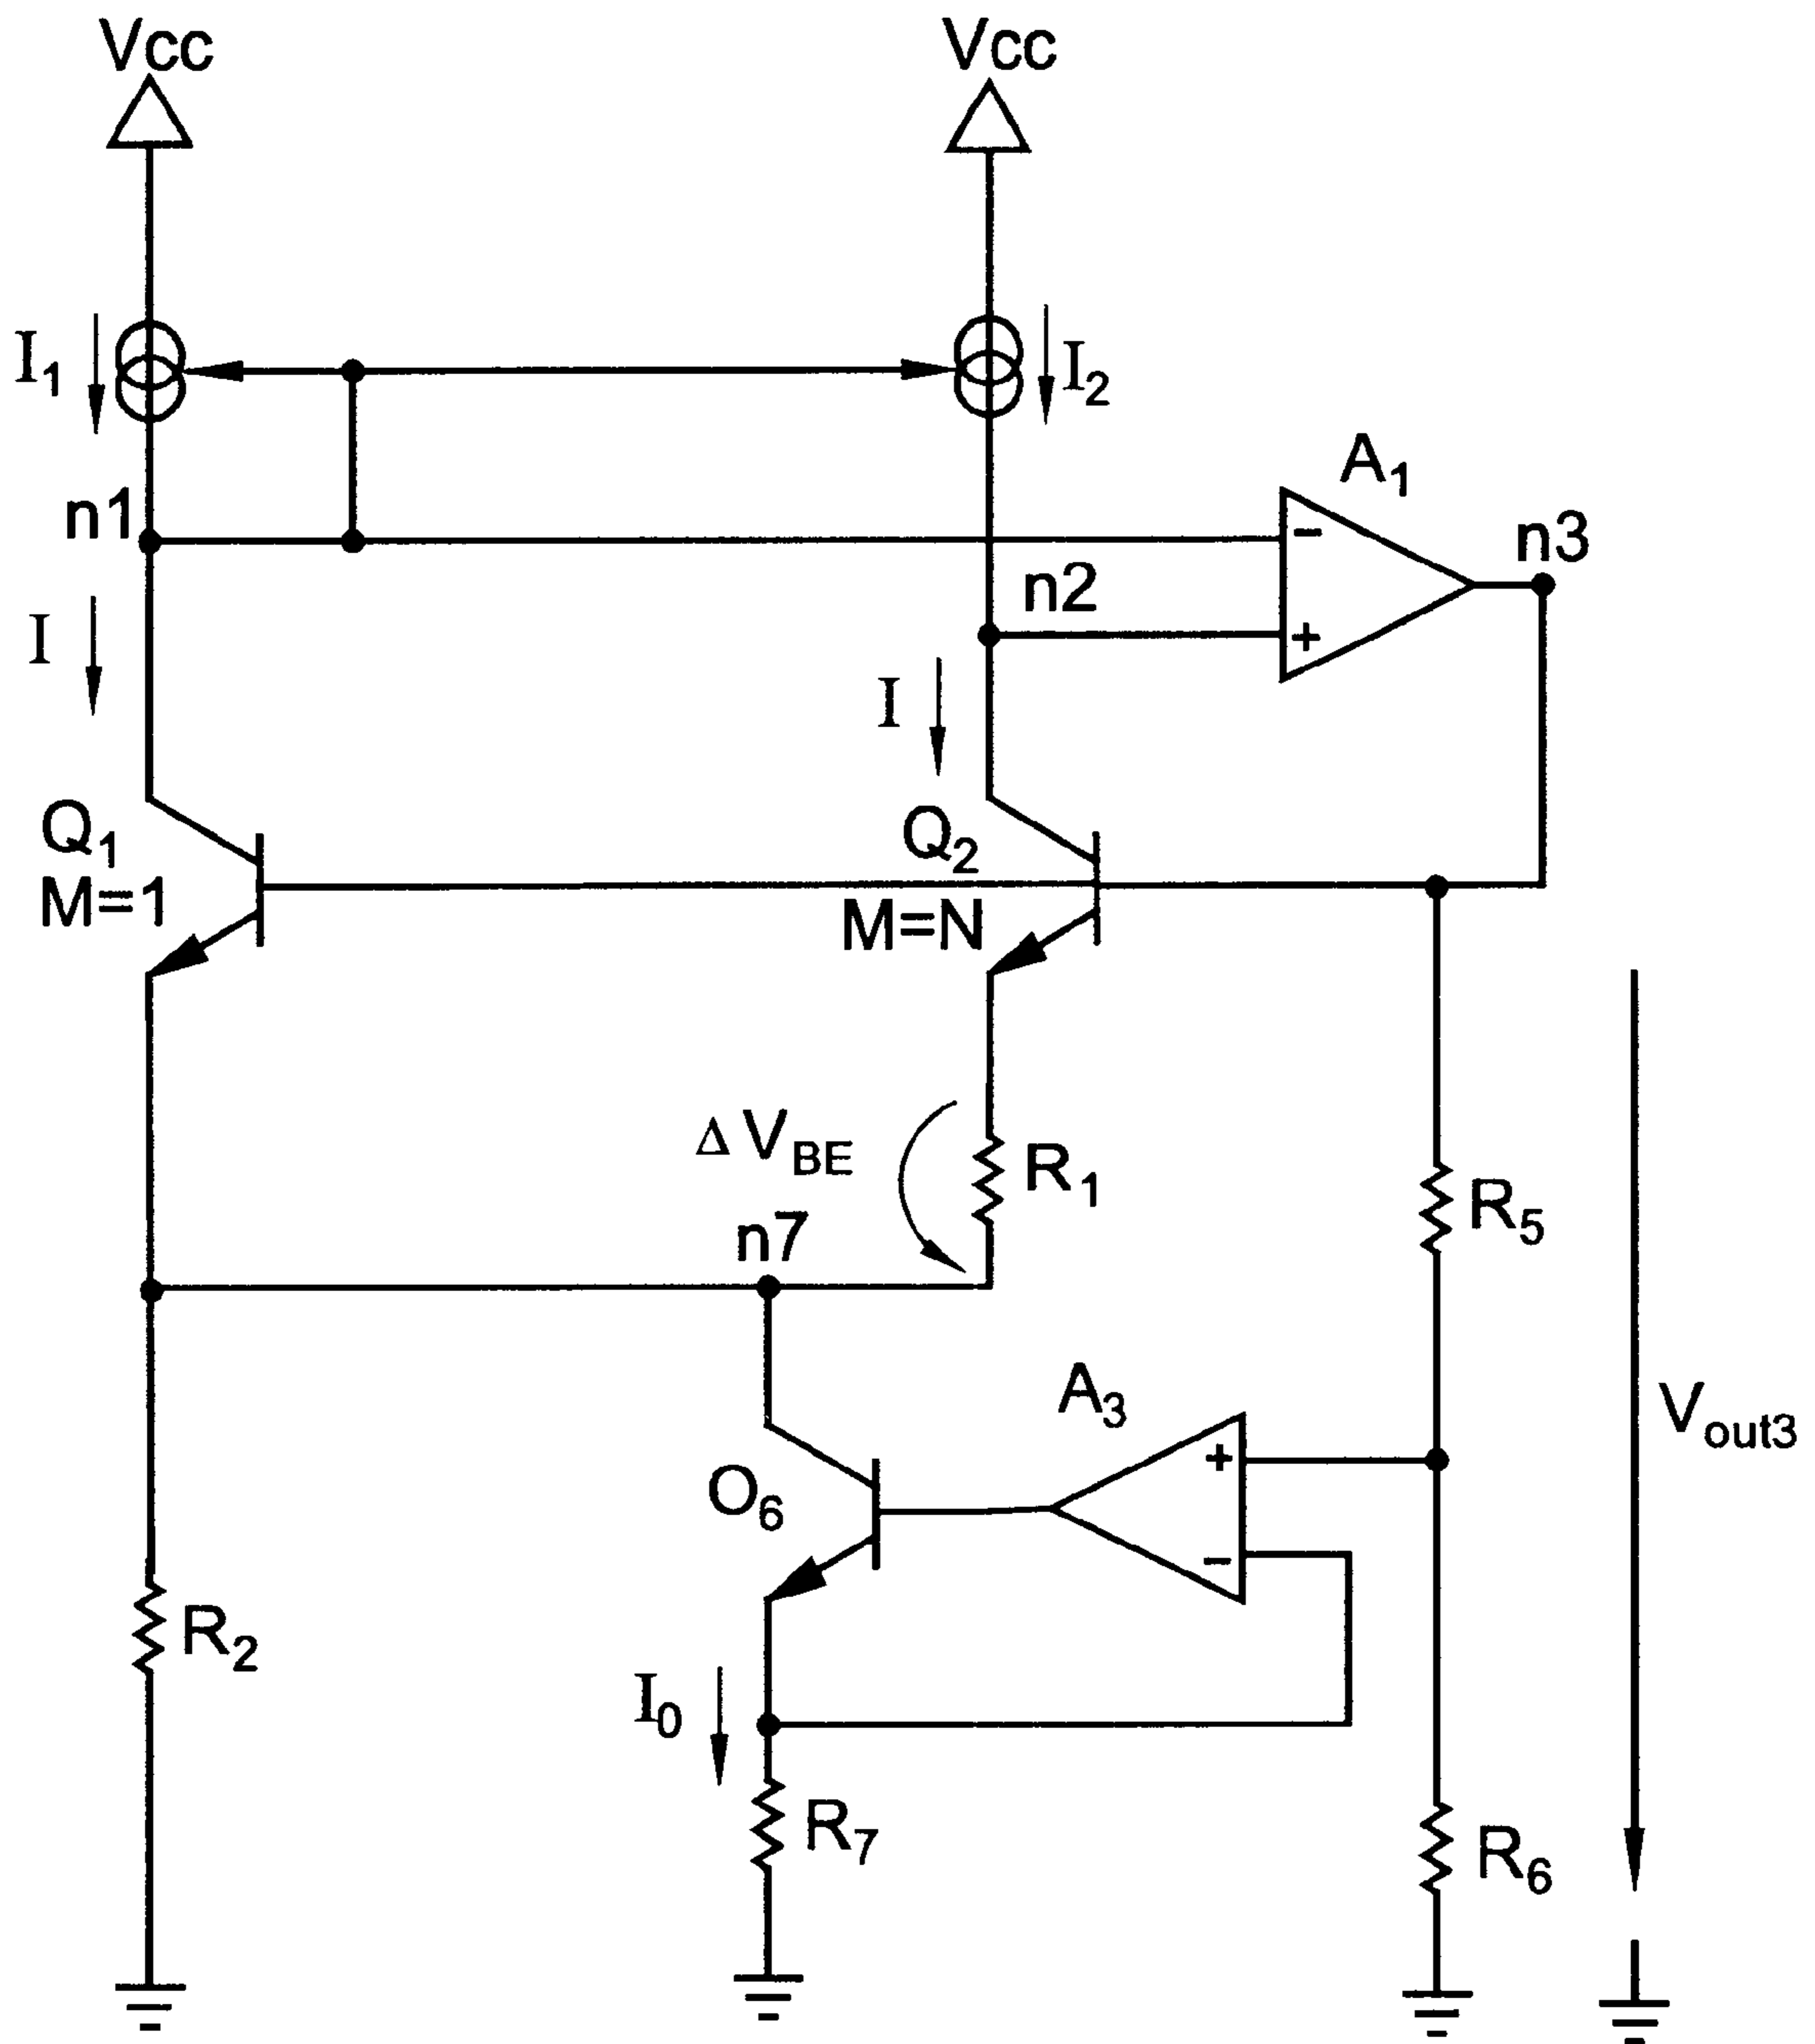 Vcc
Vcc
I1
I2
A1
n1
n3
n2
-
+
I
I
Q1
M=1
Q2
M=N
Δ VBE
R1
R5
n7
A3
Vout3
+
O6
-
R2
I0
R7
R6